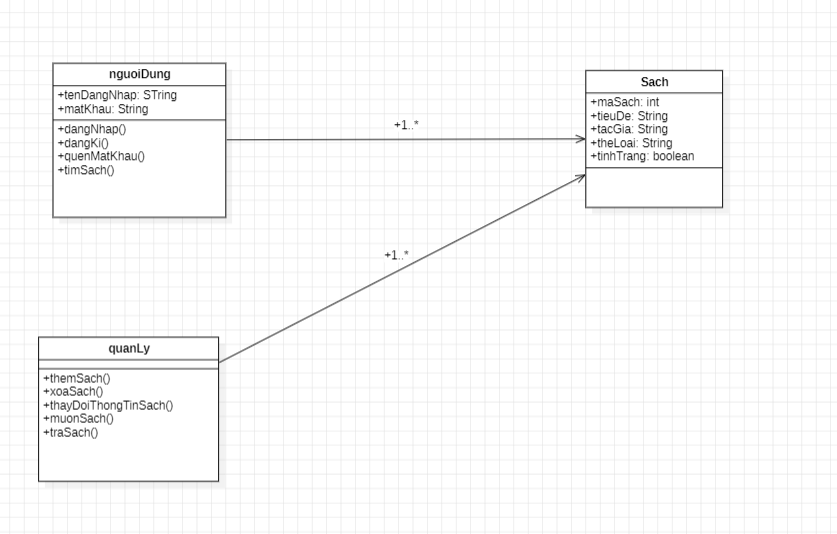 nguoiDung
+tenDangNhap: STring
+matKhau: String
+dangNhap()
+dangKi()
+quenMatKhau()
+timSach()
+1..*
Sach
+maSach: int
+tieuDe: String
+tacGia: String
+theLoai: String
+tinhTrang: boolean
+1..*
quanLy
+themSach()
+xoaSach()
+thayDoiThongTinSach()
+muonSach()
+traSach()